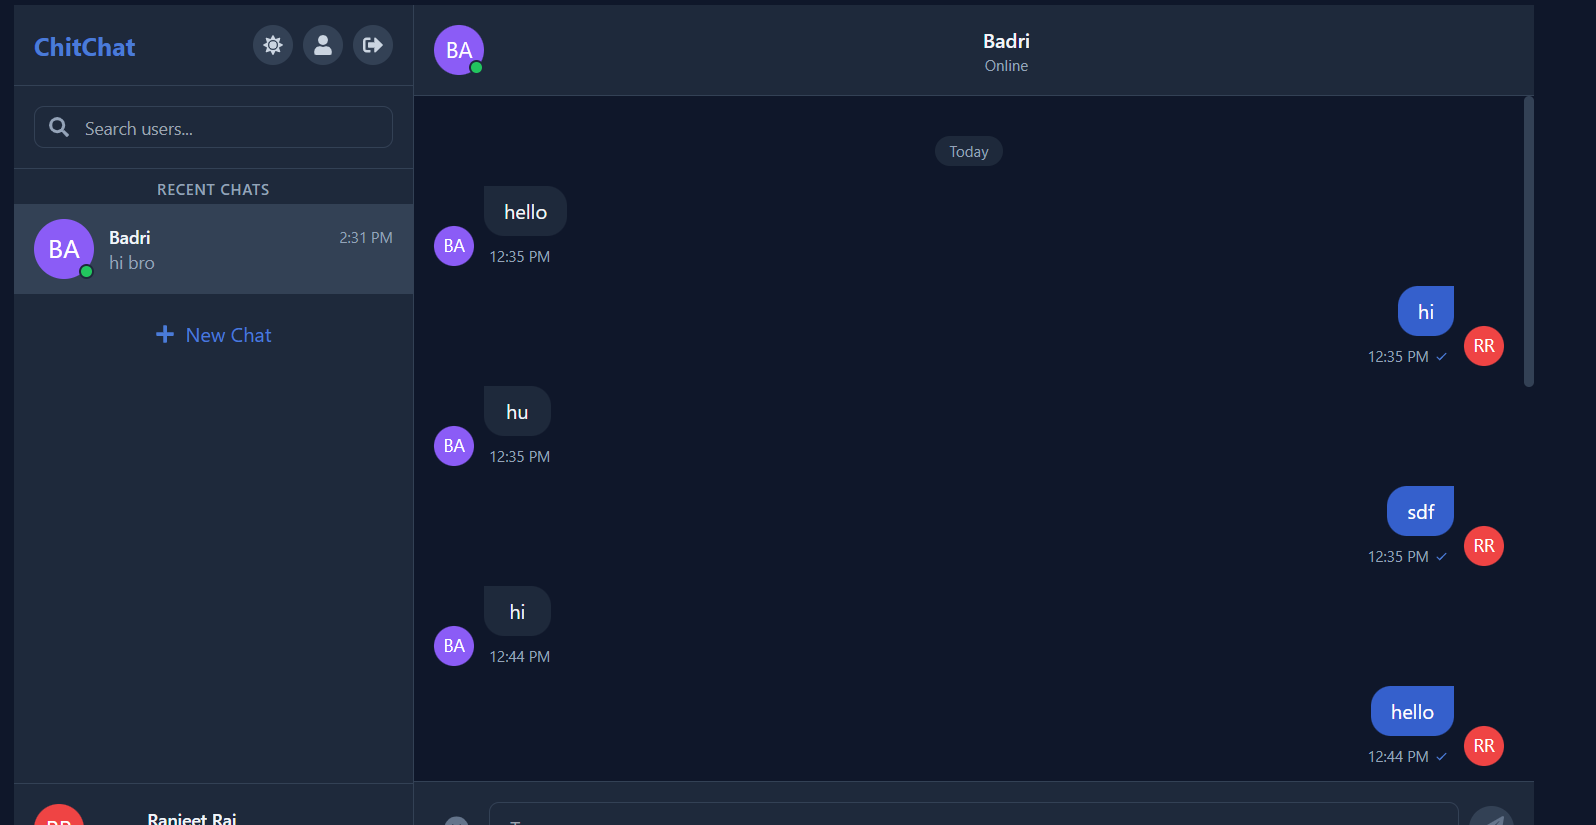 ChitChat
Search users...
RECENT CHATS
BA
Badri
2:31 PM
hi bro
New Chat
Ranjeet Raj
BA
Badri
Online
Today
hello
BA
12:35 PM
hi
12:35 PM
RR
hu
BA
12:35 PM
sdf
12:35 PM
RR
hi
BA
12:44 PM
hello
12:44 PM
RR